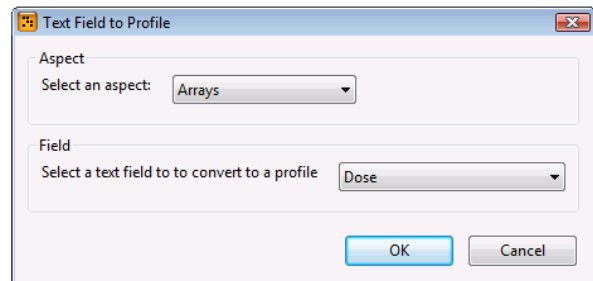 Text Field to Profile
Aspect
Select an aspect: Arrays
Field
Select a text field to to convert to a profile Dose
OK Cancel